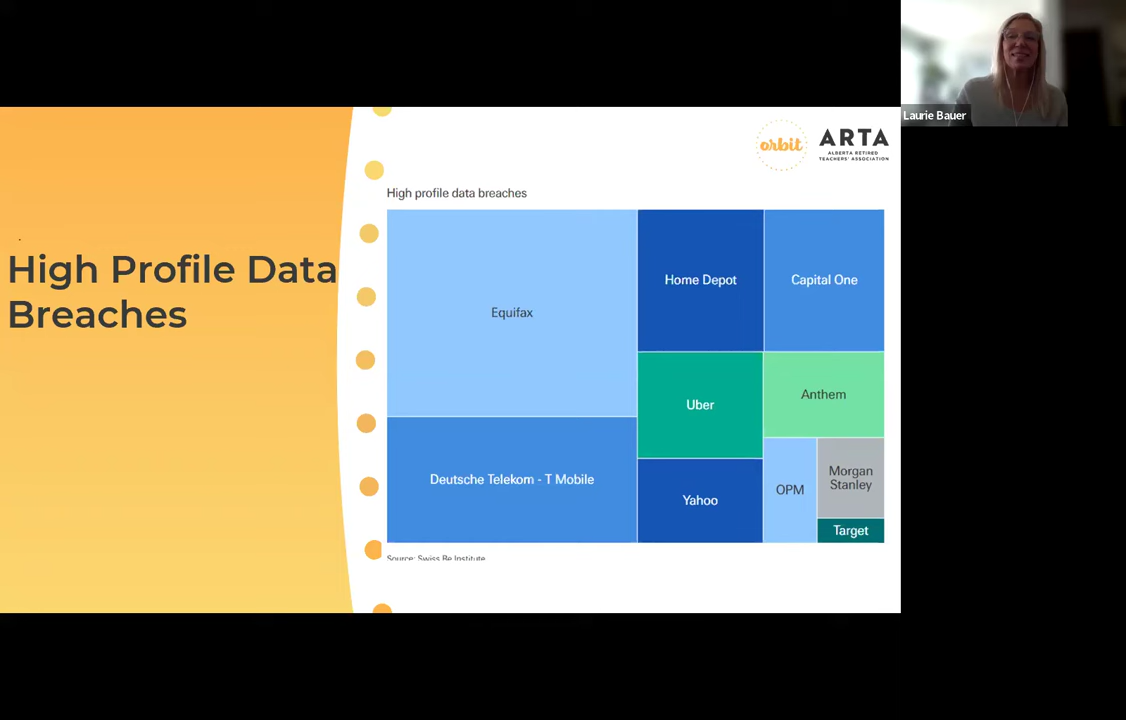 Laurie Bauer
orbit
ARTA
ALBERTA RETIRED
TEACHERS' ASSOCIATION
High Profile Data
Breaches
High profile data breaches
Equifax
Home Depot
Capital One
Uber
Anthem
Deutsche Telekom - T Mobile
Yahoo
OPM
Morgan
Stanley
Target
Source: Swiss Re Institute